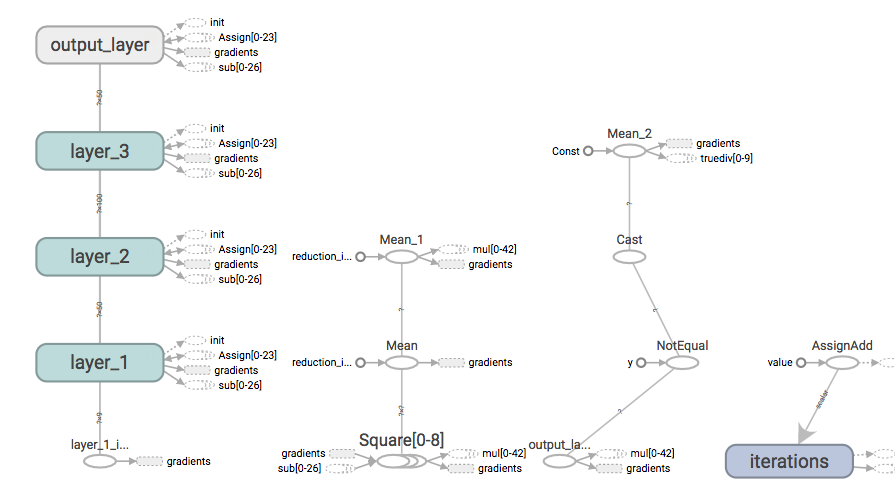 output_layer
init
Assign[0-23]
gradients
sub[0-26]
?×50
layer_3
init
Assign[0-23]
gradients
sub[0-26]
?×100
layer_2
init
Assign[0-23]
gradients
sub[0-26]
?×50
layer_1
init
Assign[0-23]
gradients
sub[0-26]
?×9
layer_1_i...
gradients
Mean_1
reduction_i...
mul[0-42]
gradients
?
Mean
reduction_i...
gradients
?×?
Square[0-8]
gradients
sub[0-26]
mul[0-42]
gradients
Mean_2
Const
gradients
truediv[0-9]
?
Cast
?
NotEqual
y
?
output_la...
mul[0-42]
gradients
AssignAdd
value
scalar
iterations